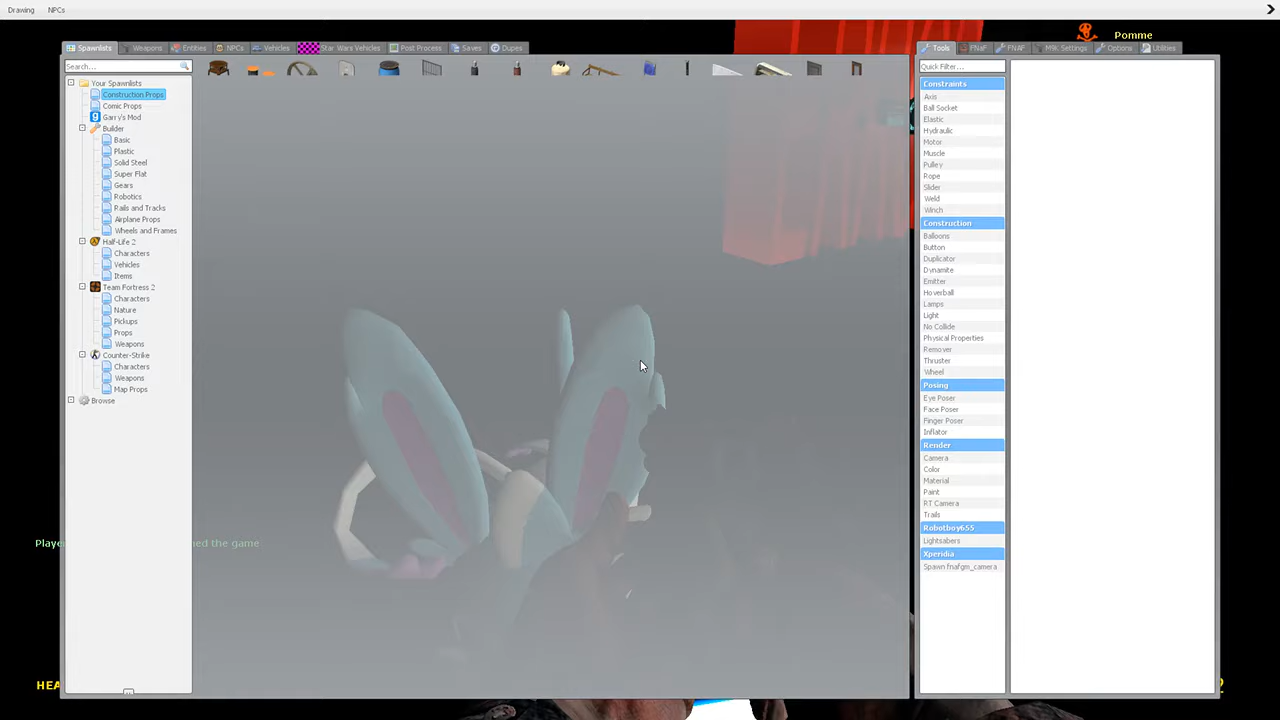 Drawing NPCs
Pomme
Spawnlists Weapons Entities NPCs Vehicles Star Wars Vehicles Post Process Saves Dupes
Tools FNaF FNAF Milk Settings Options Utilities
Search...
Your Spawnlists
Construction Props
Comic Props
Garry's Mod
Builder
Basic
Plastic
Solid Steel
Super Flat
Gears
Robotics
Rails and Tracks
Airplane Props
Wheels and Frames
Half-Life 2
Characters
Vehicles
Items
Team Fortress 2
Characters
Nature
Pickups
Props
Weapons
Counter-Strike
Characters
Weapons
Map Props
Browse
Quick Filter...
Constraints
Axis
Ball Socket
Elastic
Hydraulic
Motor
Muscle
Pulley
Rope
Slider
Weld
Winch
Construction
Balloons
Button
Duplicator
Dynamite
Emitter
Hoverball
Lamps
Light
No Collide
Physical Properties
Remover
Thruster
Wheel
Posing
Eye Poser
Face Poser
Finger Poser
Inflator
Render
Camera
Color
Material
Paint
RT Camera
Trails
Robotboy655
Lightsabers
Xperidia
Spawn fnafgm_camera
Playe
ned the game
HEA